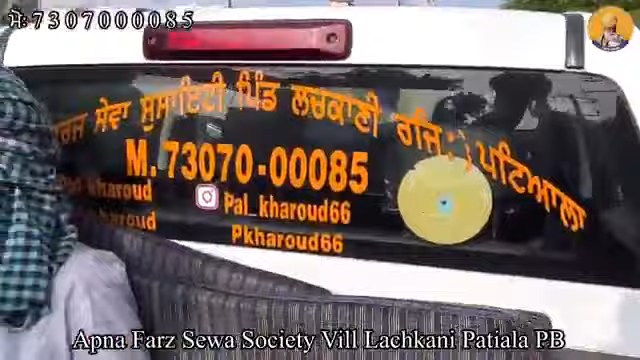 ਮੋ:7307000085
ਸੇਵਾ ਸੁਸਾਇਟੀ ਪਿੰਡ ਲਚਕਾਣੀ ਰਜਿ: ਪਟਿਆਲਾ
M. 73070-00085
kharoud Pal_kharoud66
kharoud Pkharoud66
Apna Farz Sewa Society Vill Lachkani Patiala PB